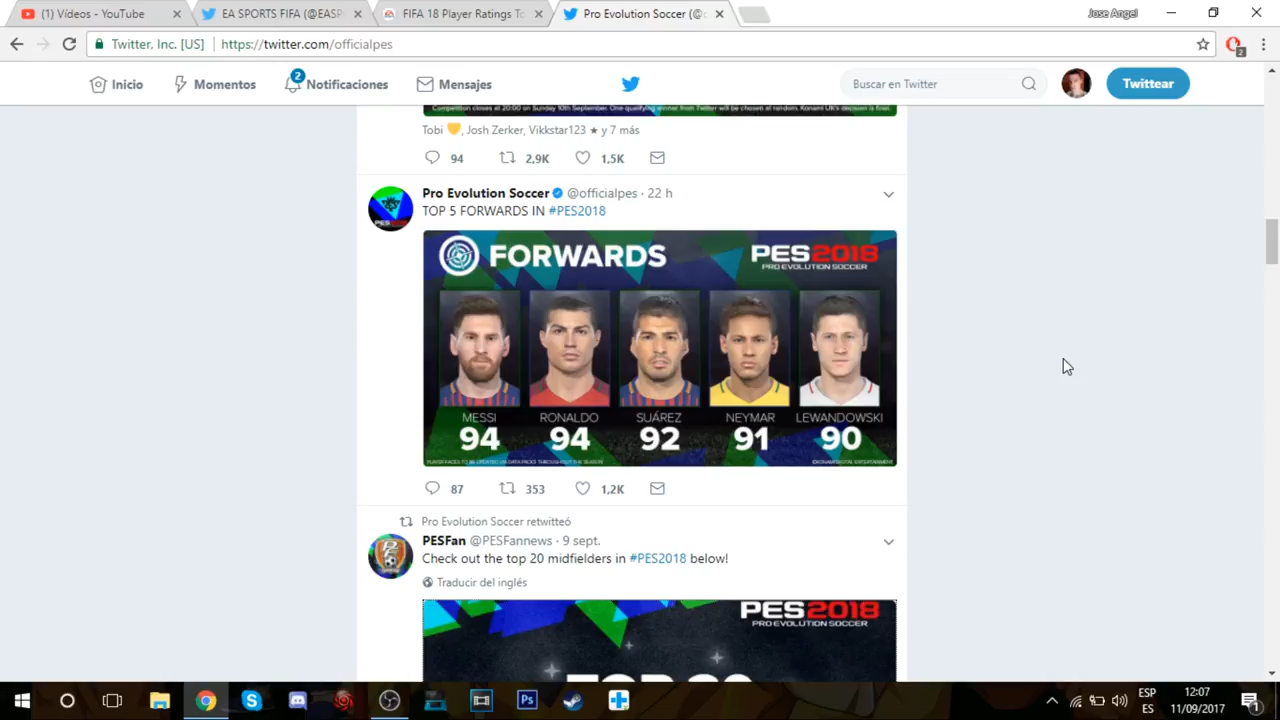 (1) Vídeos - YouTube
EA SPORTS FIFA (@EASP
FIFA 18 Player Ratings To
Pro Evolution Soccer (@o
Jose Angel
Twitter, Inc. [US]
https://twitter.com/officialpes
2
Inicio
Momentos
2
Notificaciones
Mensajes
Buscar en Twitter
Twittear
Competition closes at 20:00 on Sunday 10th September. One qualifying winner from Twitter will be chosen at random. Konami UK's decision is final.
Tobi 💛, Josh Zerker, Vikkstar123 ★ y 7 más
94 2,9K 1,5K
Pro Evolution Soccer @officialpes · 22 h
TOP 5 FORWARDS IN #PES2018
FORWARDS
PES2018
PRO EVOLUTION SOCCER
MESSI RONALDO SUÁREZ NEYMAR LEWANDOWSKI
94 94 92 91 90
87 353 1,2K
Pro Evolution Soccer retwitteó
PESFan @PESFannews · 9 sept.
Check out the top 20 midfielders in #PES2018 below!
Traducir del inglés
PES2018
PRO EVOLUTION SOCCER
TOP 20
ESP
ES
12:07
11/09/2017
1